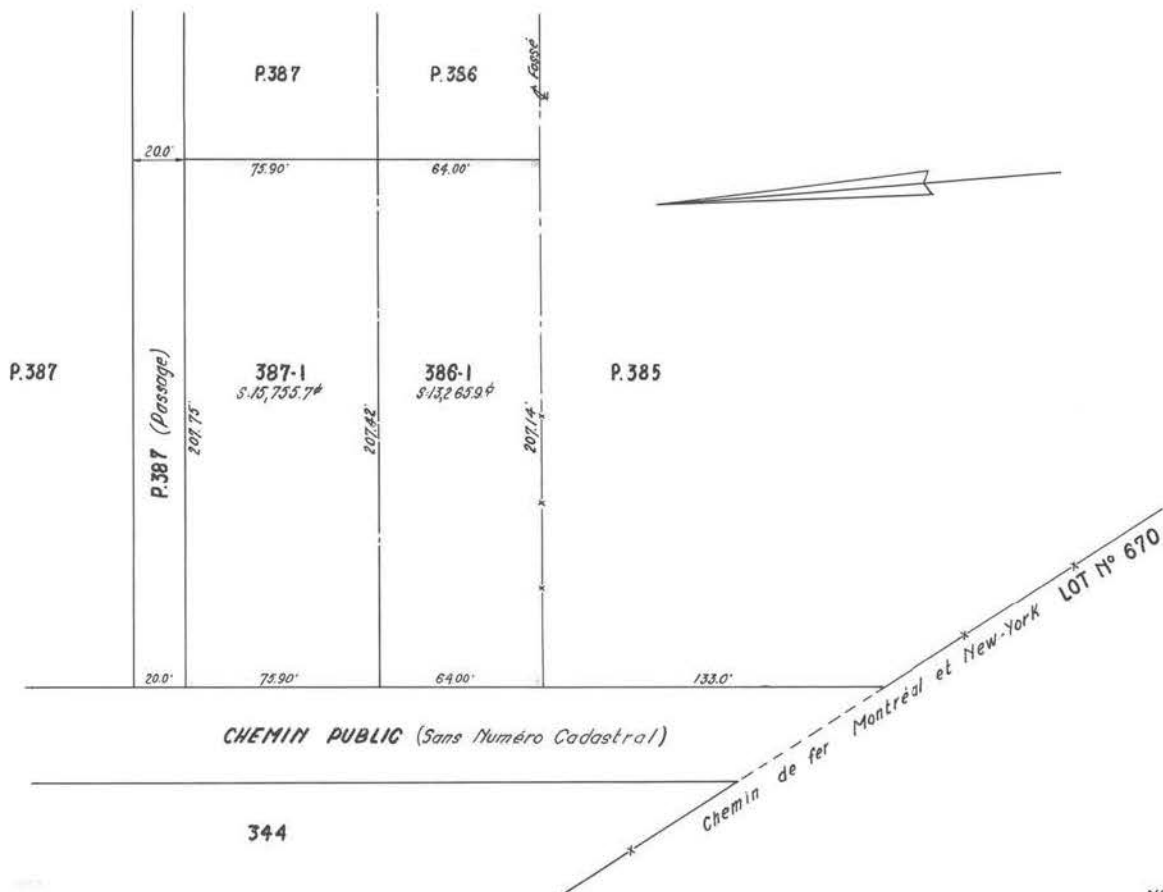 P.387
P.386
Fossé
20.0'
75.90'
64.00'
P.387
P.387 (Passage)
207.75'
387-1
S:15,755.7⌗
207.42'
386-1
S:13,265.9⌗
207.14'
P.385
LOT Nº 670
20.0'
75.90'
64.00'
133.0'
Chemin de fer Montréal et New-York
CHEMIN PUBLIC (Sans Numéro Cadastral)
344